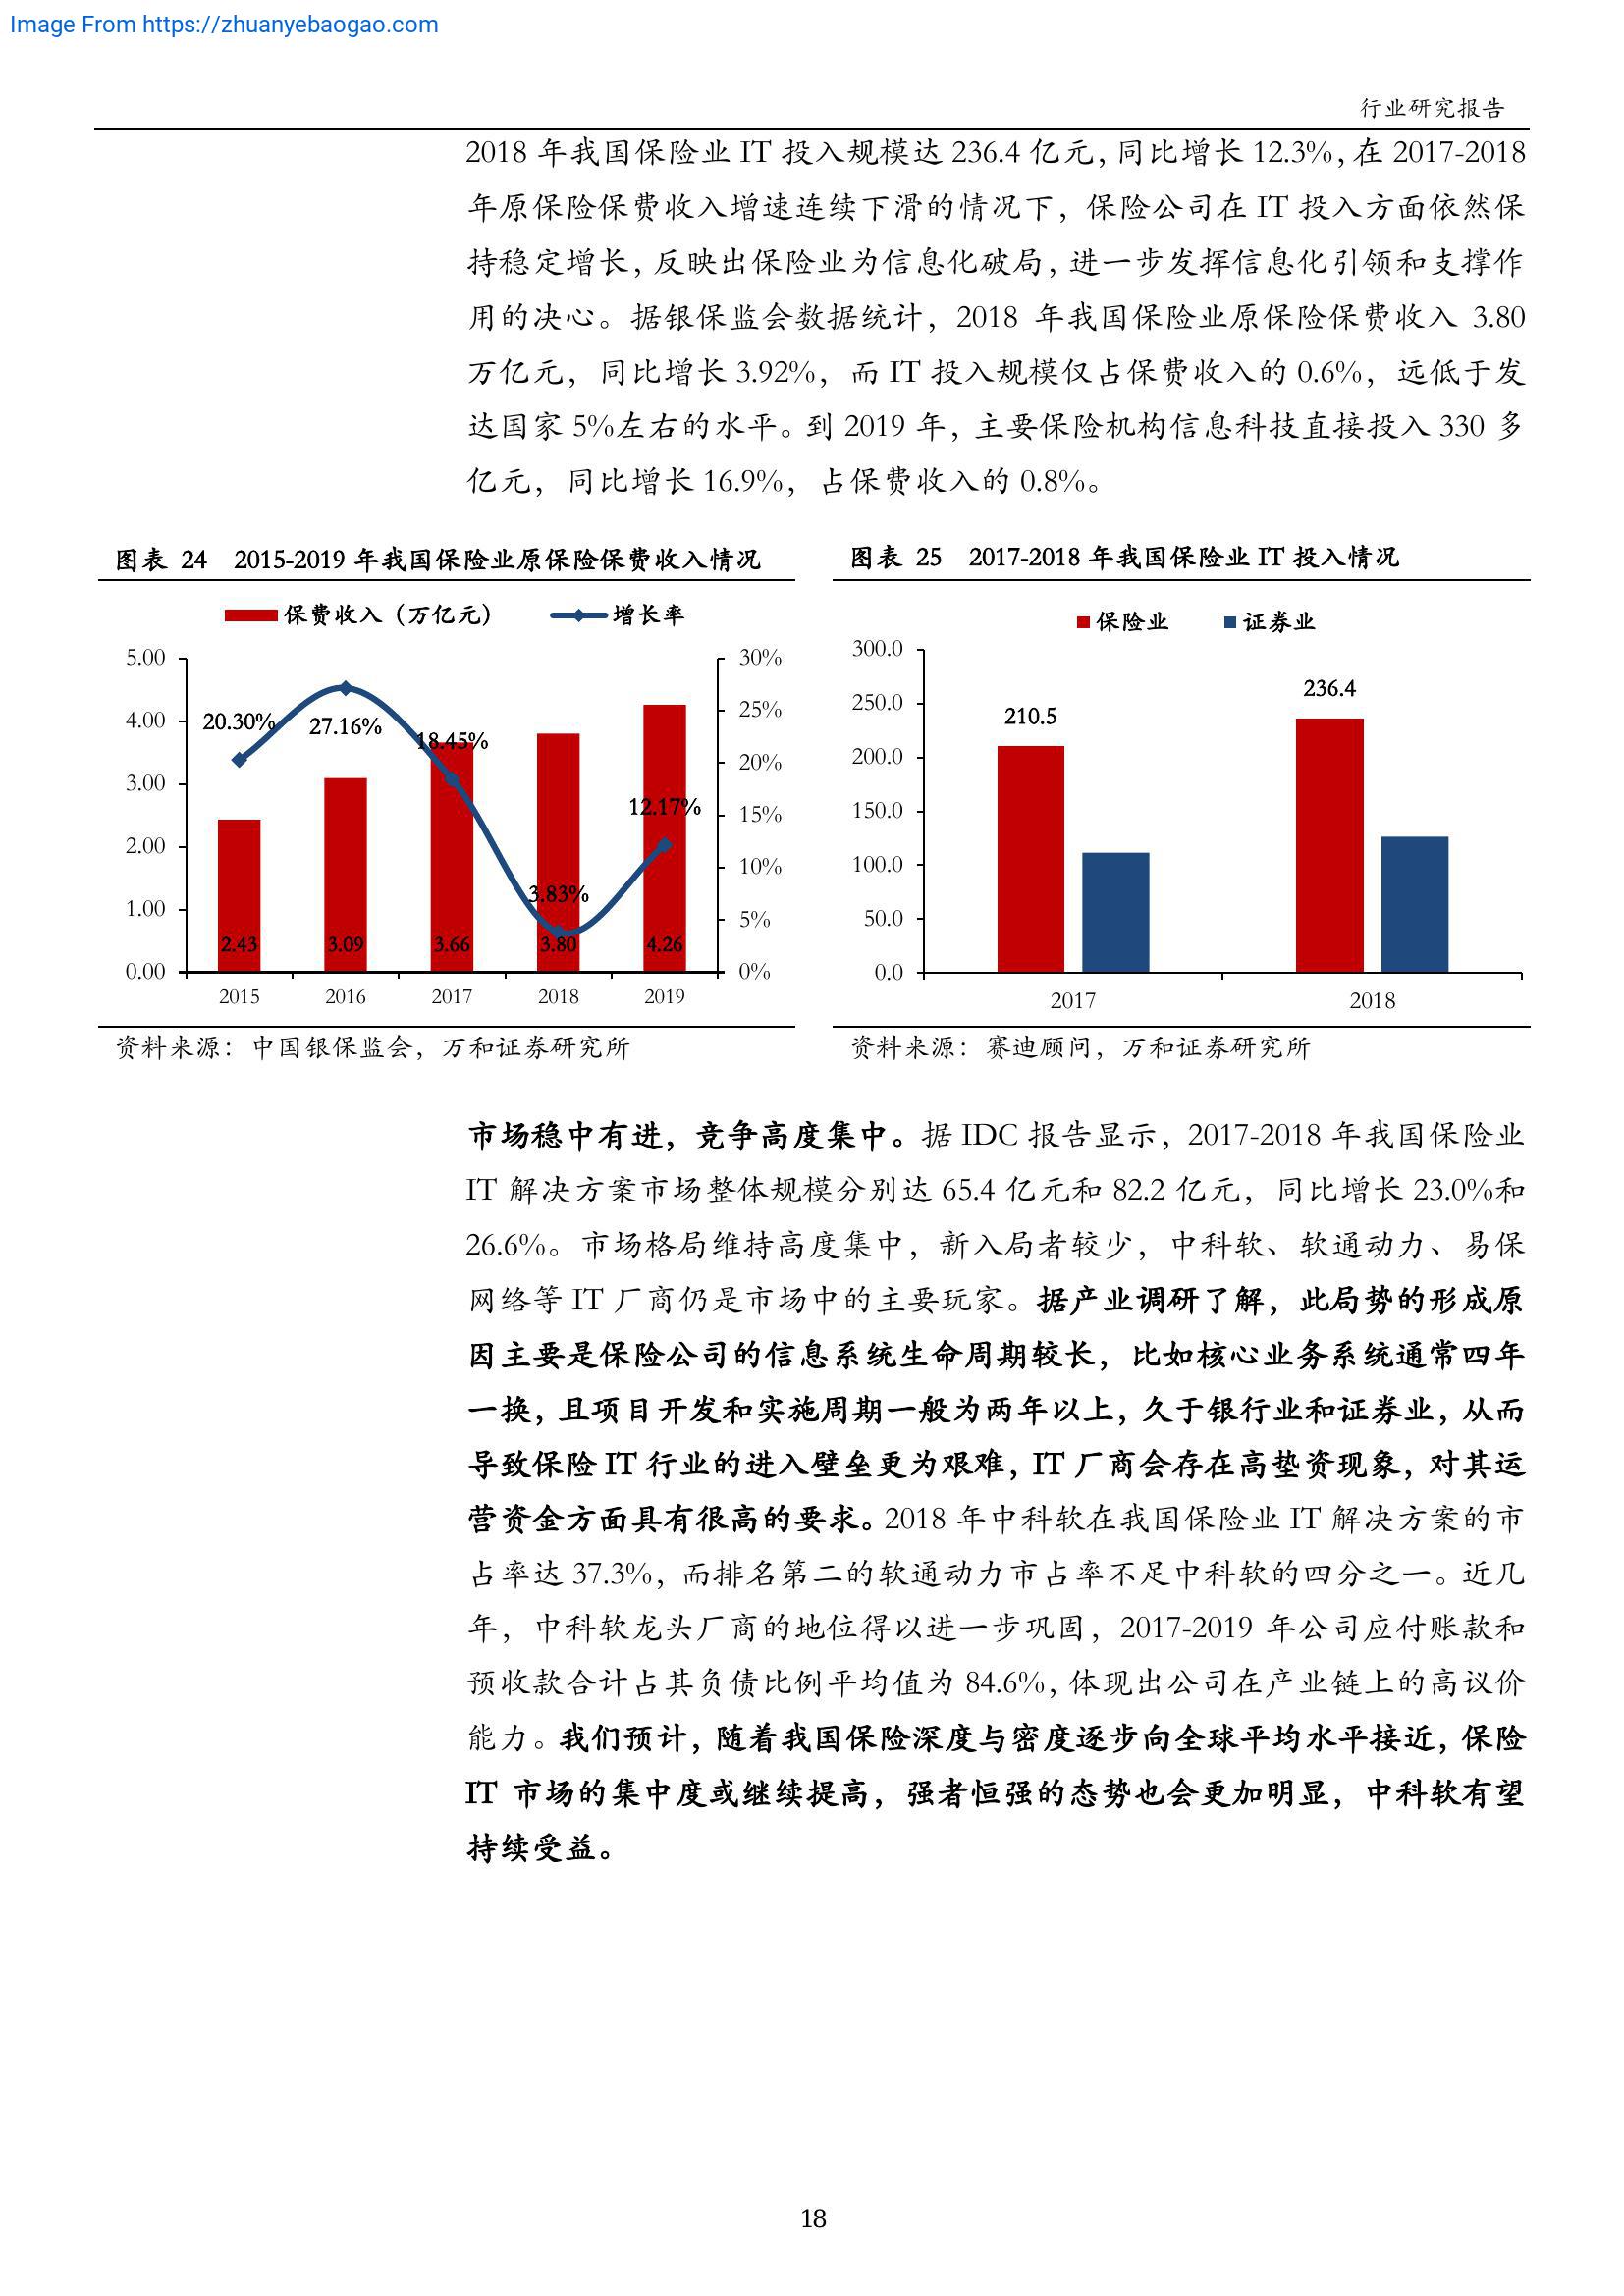 Image From https://zhuanyebaogao.com
行业研究报告
2018 年我国保险业 IT 投入规模达 236.4 亿元，同比增长 12.3%，在 2017-2018
年原保险保费收入增速连续下滑的情况下，保险公司在 IT 投入方面依然保
持稳定增长，反映出保险业为信息化破局，进一步发挥信息化引领和支撑作
用的决心。据银保监会数据统计，2018 年我国保险业原保险保费收入 3.80
万亿元，同比增长 3.92%，而 IT 投入规模仅占保费收入的 0.6%，远低于发
达国家 5%左右的水平。到 2019 年，主要保险机构信息科技直接投入 330 多
亿元，同比增长 16.9%，占保费收入的 0.8%。
图表 24 2015-2019 年我国保险业原保险保费收入情况
保费收入（万亿元） 增长率
5.00 30%
25%
4.00 20.30% 27.16%
18.45%
20%
3.00
12.17% 15%
2.00
10%
1.00 3.83%
5%
2.43 3.09 3.66 3.80 4.26
0.00 0%
2015 2016 2017 2018 2019
资料来源：中国银保监会，万和证券研究所
图表 25 2017-2018 年我国保险业 IT 投入情况
保险业 证券业
300.0
236.4
250.0
210.5
200.0
150.0
100.0
50.0
0.0
2017 2018
资料来源：赛迪顾问，万和证券研究所
市场稳中有进，竞争高度集中。据 IDC 报告显示，2017-2018 年我国保险业
IT 解决方案市场整体规模分别达 65.4 亿元和 82.2 亿元，同比增长 23.0%和
26.6%。市场格局维持高度集中，新入局者较少，中科软、软通动力、易保
网络等 IT 厂商仍是市场中的主要玩家。据产业调研了解，此局势的形成原
因主要是保险公司的信息系统生命周期较长，比如核心业务系统通常四年
一换，且项目开发和实施周期一般为两年以上，久于银行业和证券业，从而
导致保险 IT 行业的进入壁垒更为艰难，IT 厂商会存在高垫资现象，对其运
营资金方面具有很高的要求。2018 年中科软在我国保险业 IT 解决方案的市
占率达 37.3%，而排名第二的软通动力市占率不足中科软的四分之一。近几
年，中科软龙头厂商的地位得以进一步巩固，2017-2019 年公司应付账款和
预收款合计占其负债比例平均值为 84.6%，体现出公司在产业链上的高议价
能力。我们预计，随着我国保险深度与密度逐步向全球平均水平接近，保险
IT 市场的集中度或继续提高，强者恒强的态势也会更加明显，中科软有望
持续受益。
18